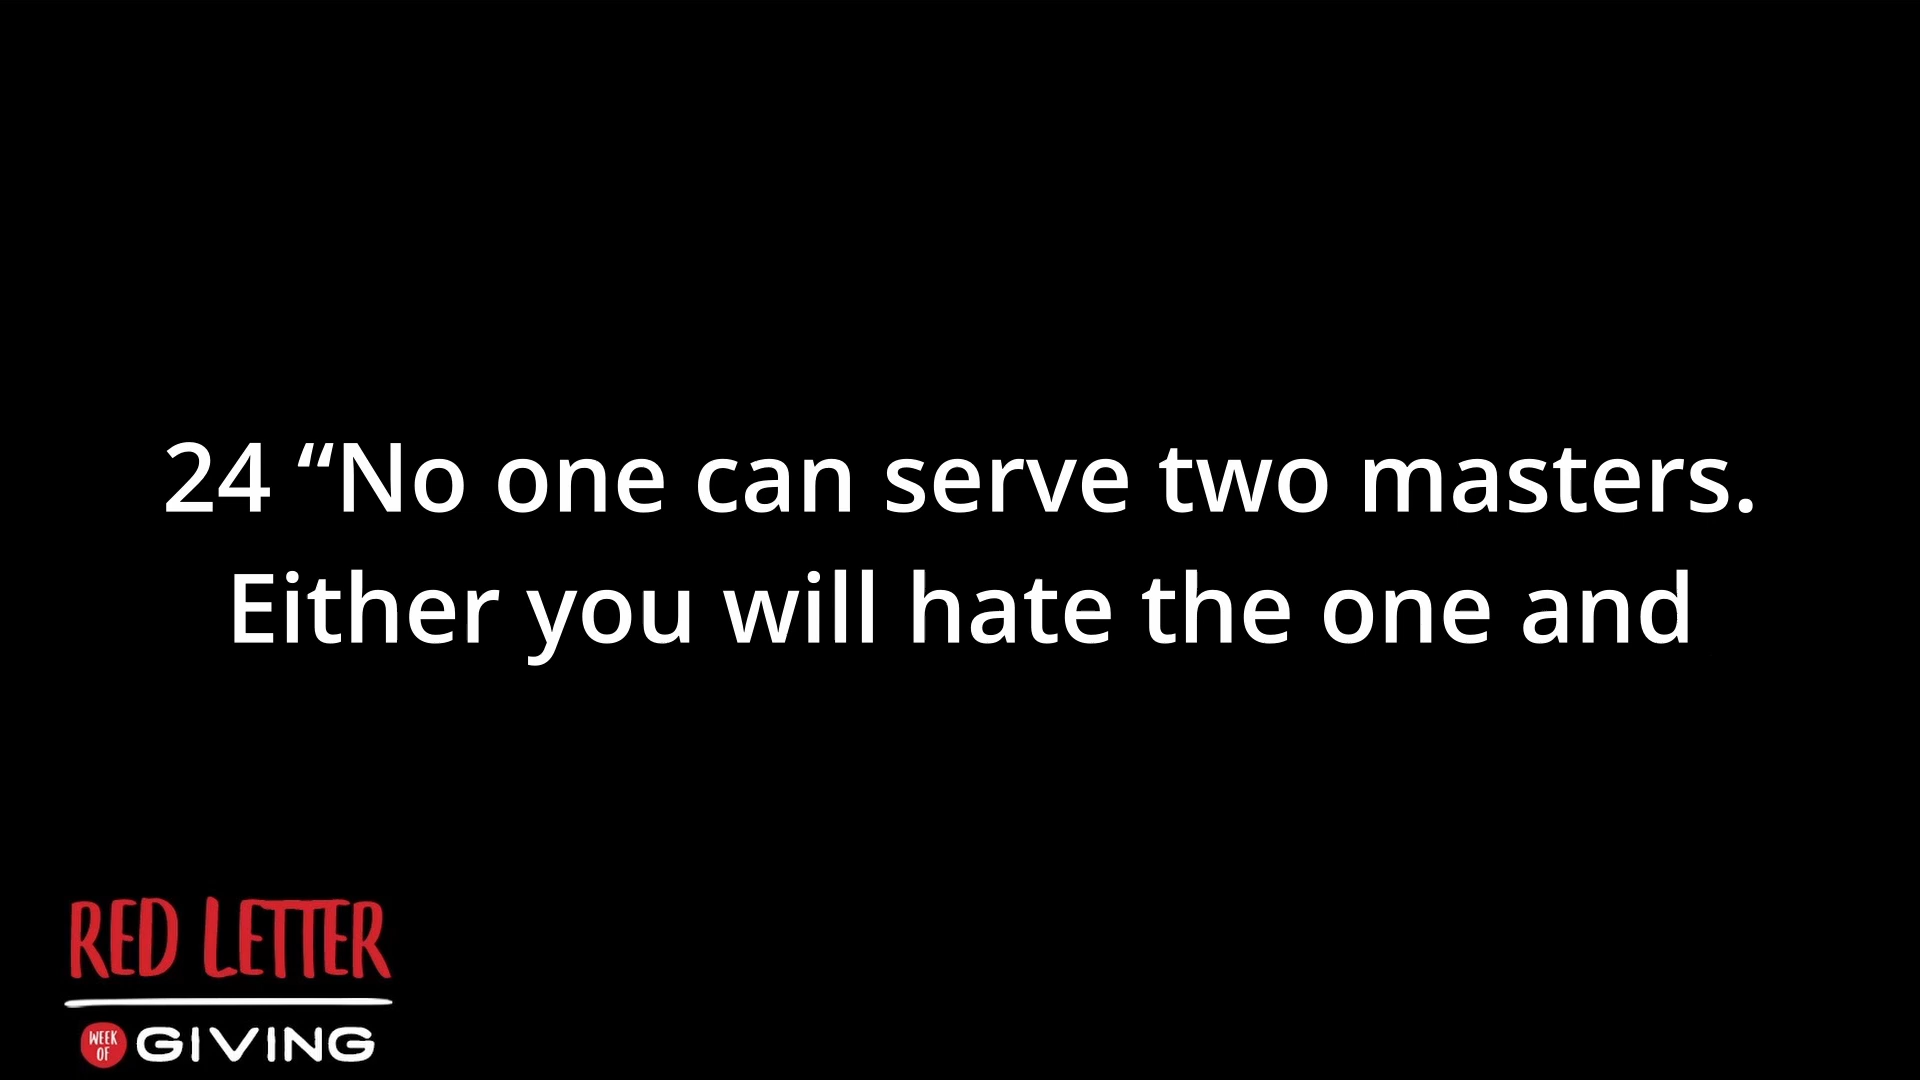 24 “No one can serve two masters.
Either you will hate the one and
RED LETTER
WEEK
OF
GIVING